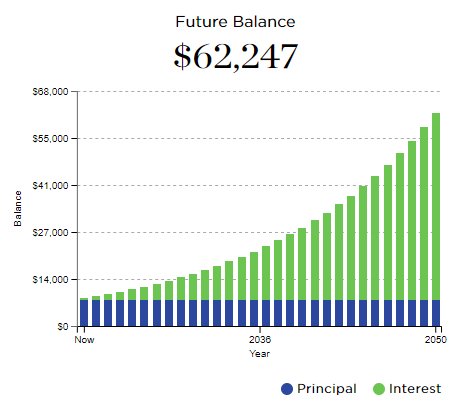 Future Balance
$62,247
$68,000
$55,000
$41,000
$27,000
$14,000
$0
Balance
Now 2036 2050
Year
Principal Interest